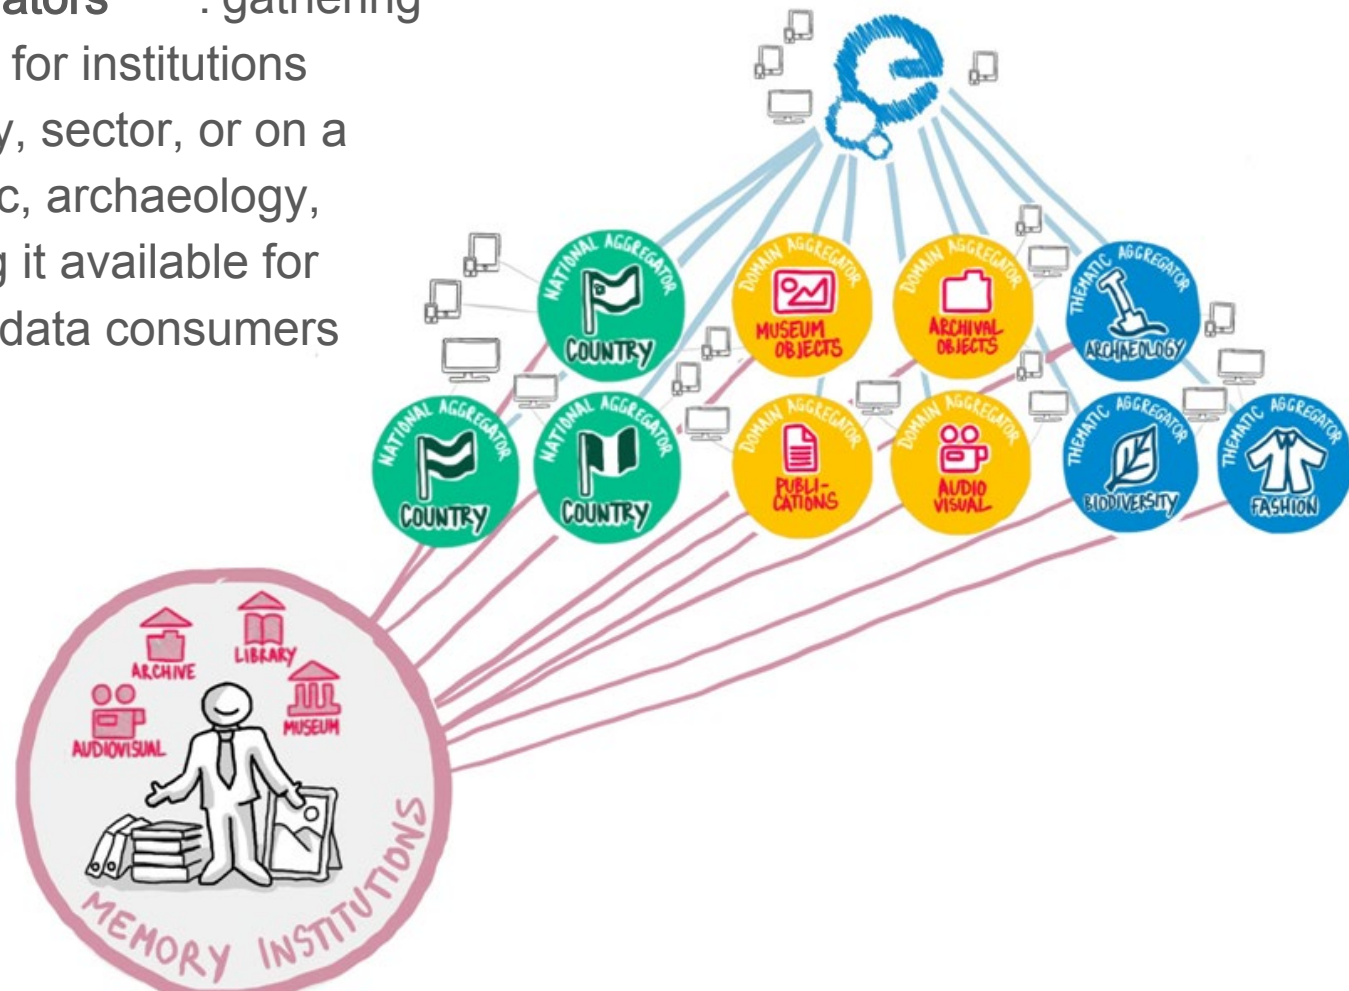 ators : gathering
for institutions
y, sector, or on a
c, archaeology,
g it available for
data consumers
NATIONAL AGGREGATOR
COUNTRY
DOMAIN AGGREGATOR
MUSEUM
OBJECTS
DOMAIN AGGREGATOR
ARCHIVAL
OBJECTS
THEMATIC AGGREGATOR
ARCHAEOLOGY
NATIONAL AGGREGATOR
COUNTRY
NATIONAL AGGREGATOR
COUNTRY
DOMAIN AGGREGATOR
PUBLI-
CATIONS
DOMAIN AGGREGATOR
AUDIO
VISUAL
THEMATIC AGGREGATOR
BIODIVERSITY
THEMATIC AGGREGATOR
FASHION
ARCHIVE
LIBRARY
AUDIOVISUAL
MUSEUM
MEMORY INSTITUTIONS